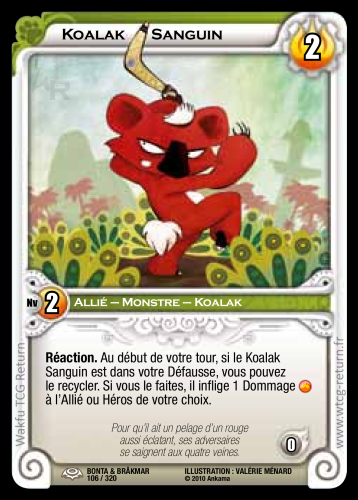 Koalak Sanguin
2
Nv 2 Allié – Monstre – Koalak
Réaction. Au début de votre tour, si le Koalak
Sanguin est dans votre Défausse, vous pouvez
le recycler. Si vous le faites, il inflige 1 Dommage
à l'Allié ou Héros de votre choix.
Pour qu'il ait un pelage d'un rouge
aussi éclatant, ses adversaires
se saignent aux quatre veines.
0
BONTA & BRÂKMAR
106 / 320
ILLUSTRATION : VALÉRIE MÉNARD
© 2010 Ankama
Wakfu TCG Return
www.wtcg-return.fr